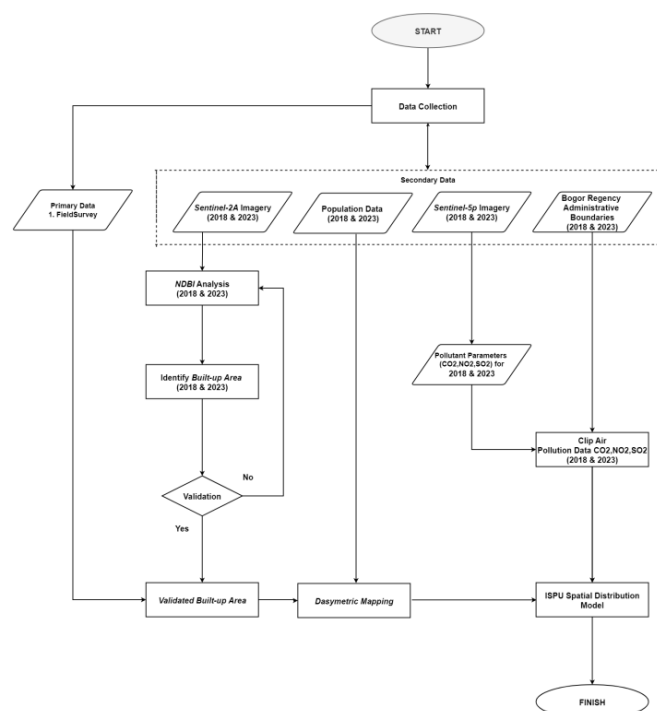 START
Data Collection
Secondary Data
Primary Data
1. FieldSurvey
Sentinel-2A Imagery
(2018 & 2023)
Population Data
(2018 & 2023)
Sentinel-5p Imagery
(2018 & 2023)
Bogor Regency
Administrative
Boundaries
(2018 & 2023)
NDBI Analysis
(2018 & 2023)
Pollutant Parameters
(CO2,NO2,SO2) for
2018 & 2023
Identify Built-up Area
(2018 & 2023)
Clip Air
Pollution Data CO2,NO2,SO2
(2018 & 2023)
No
Validation
Yes
Validated Built-up Area
Dasymetric Mapping
ISPU Spatial Distribution
Model
FINISH